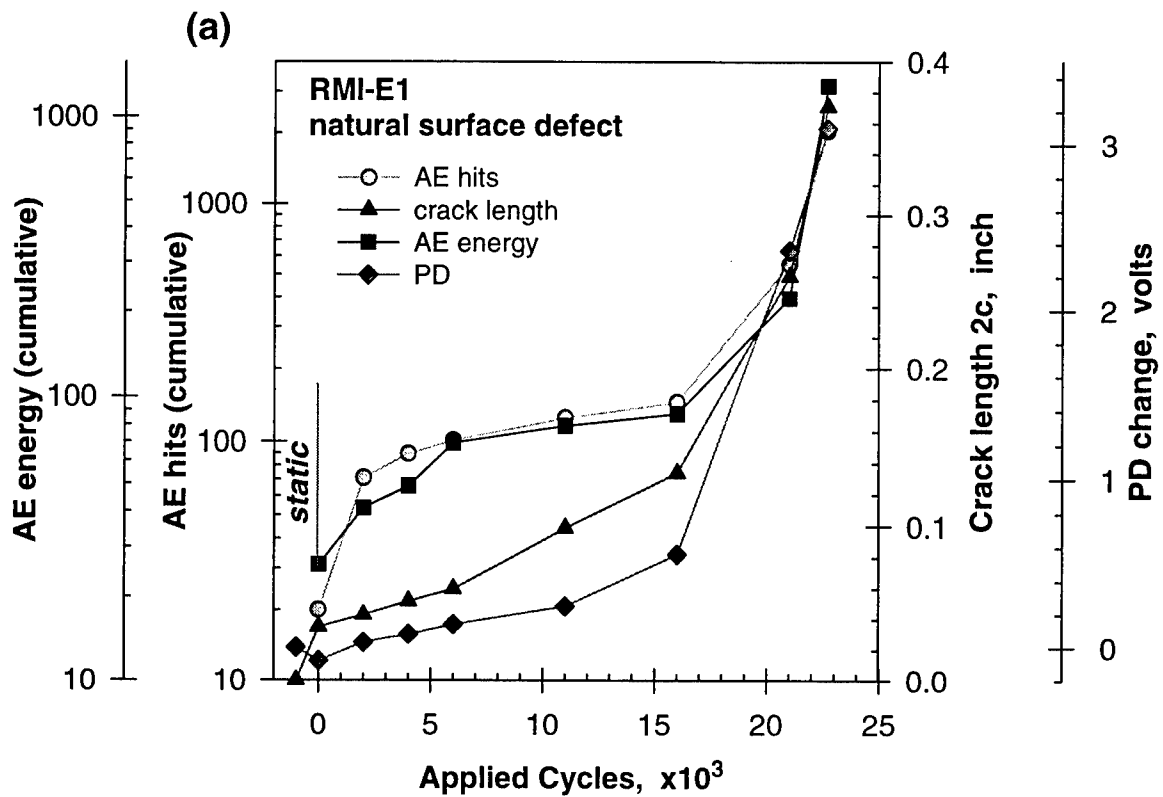 (a)
RMI-E1
natural surface defect
AE hits
crack length
AE energy
PD
static
AE energy (cumulative)
1000
100
10
AE hits (cumulative)
1000
100
10
0.4
0.3
0.2
0.1
0.0
Crack length 2c, inch
3
2
1
0
PD change, volts
0
5
10
15
20
25
Applied Cycles, x10³